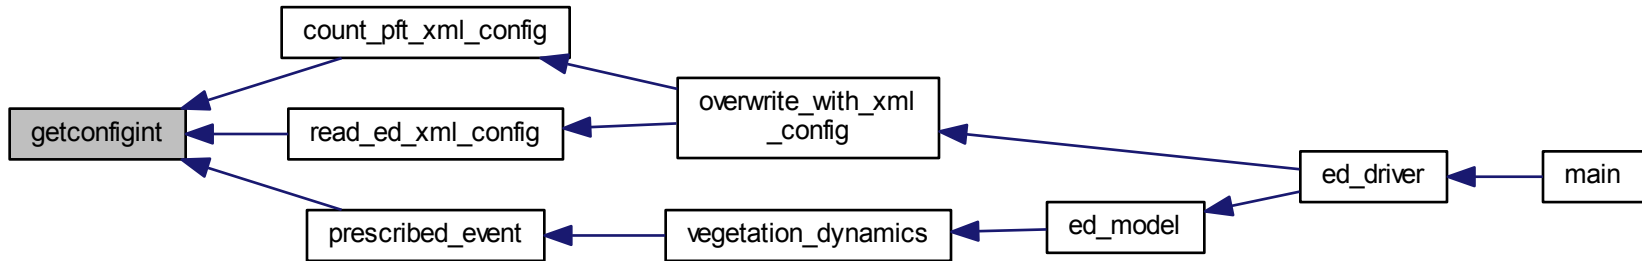 count_pft_xml_config
getconfigint
read_ed_xml_config
prescribed_event
overwrite_with_xml
_config
vegetation_dynamics
ed_model
ed_driver
main